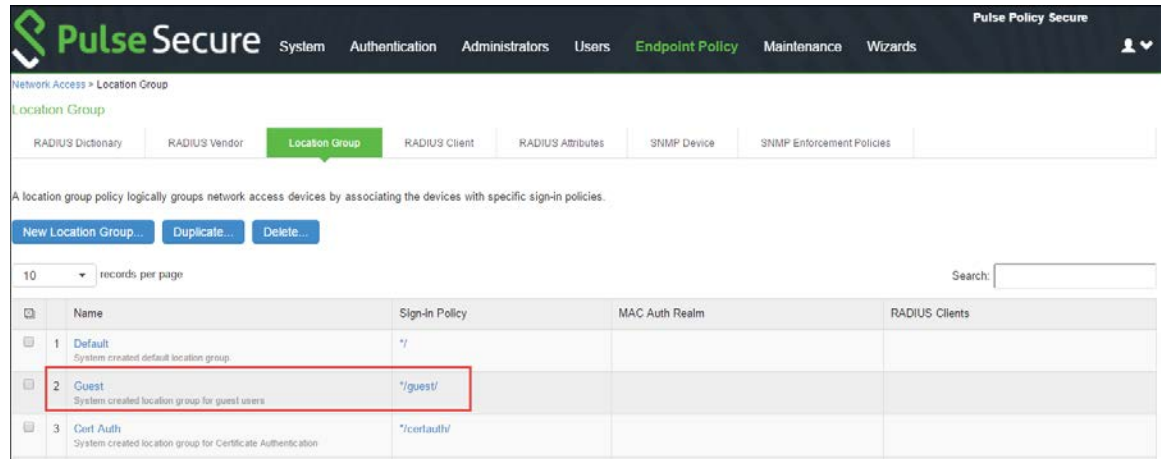 Pulse Policy Secure
Pulse Secure System Authentication Administrators Users Endpoint Policy Maintenance Wizards
Network Access > Location Group
Location Group
RADIUS Dictionary RADIUS Vendor Location Group RADIUS Client RADIUS Attributes SNMP Device SNMP Enforcement Policies
A location group policy logically groups network access devices by associating the devices with specific sign-in policies.
New Location Group... Duplicate... Delete...
10 records per page Search:
Name Sign-in Policy MAC Auth Realm RADIUS Clients
1 Default */
System created default location group.
2 Guest */guest/
System created location group for guest users
3 Cert Auth */certauth/
System created location group for Certificate Authentication